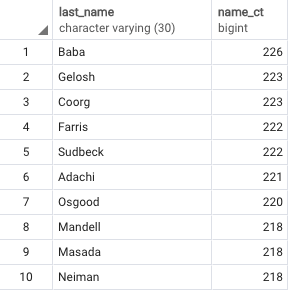 last_name name_ct
character varying (30) bigint
1 Baba 226
2 Gelosh 223
3 Coorg 223
4 Farris 222
5 Sudbeck 222
6 Adachi 221
7 Osgood 220
8 Mandell 218
9 Masada 218
10 Neiman 218